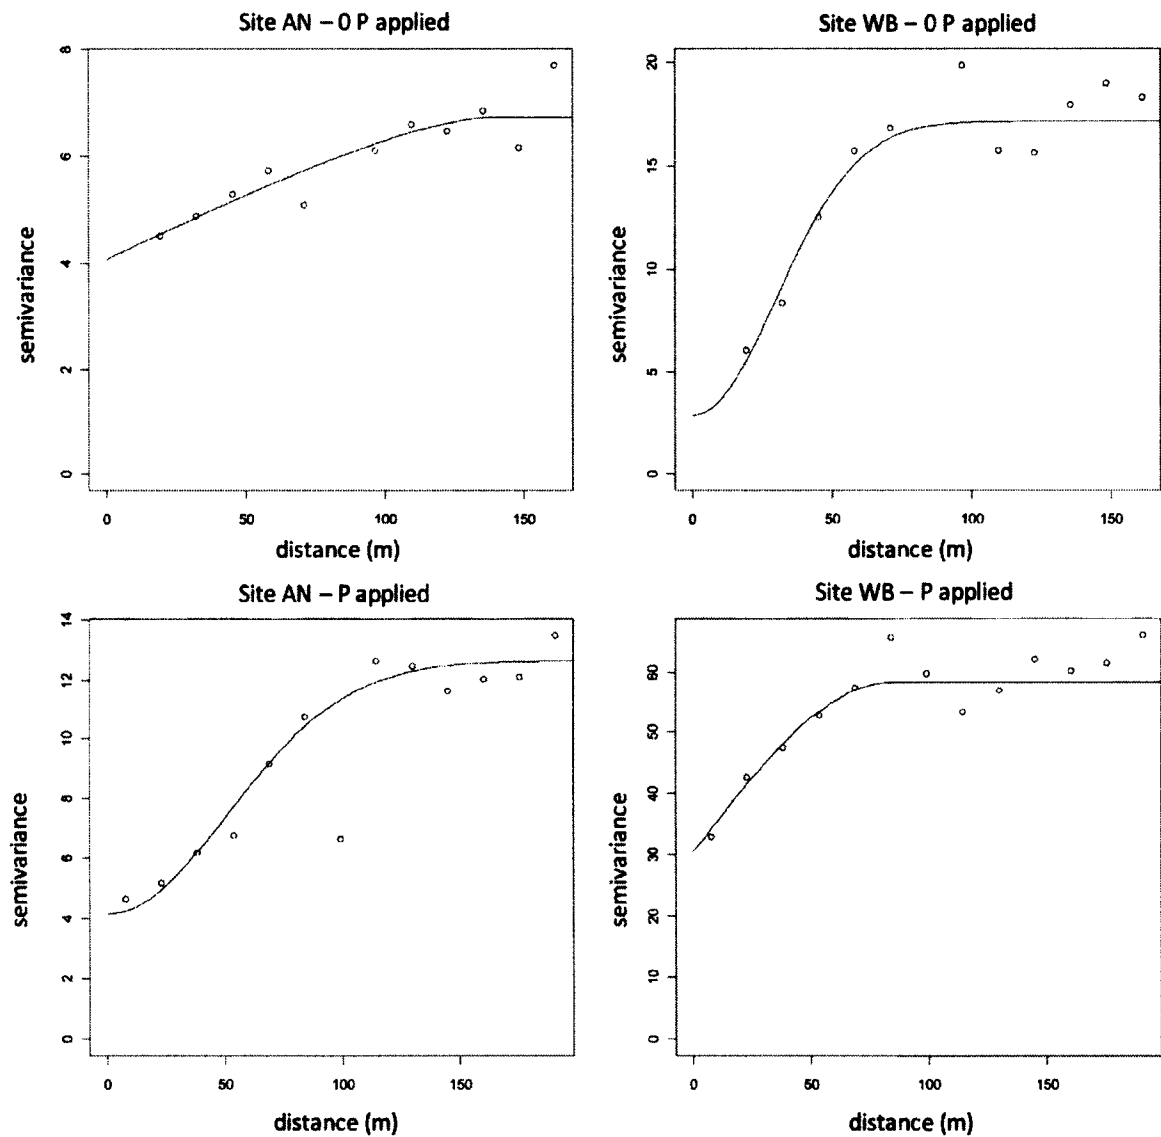 Site AN – 0 P applied
Site WB – 0 P applied
semivariance
8
6
4
2
0
0 50 100 150
distance (m)
semivariance
20
15
10
5
0
0 50 100 150
distance (m)
Site AN – P applied
Site WB – P applied
semivariance
14
12
10
8
6
4
2
0
0 50 100 150
distance (m)
semivariance
60
50
40
30
20
10
0
0 50 100 150
distance (m)